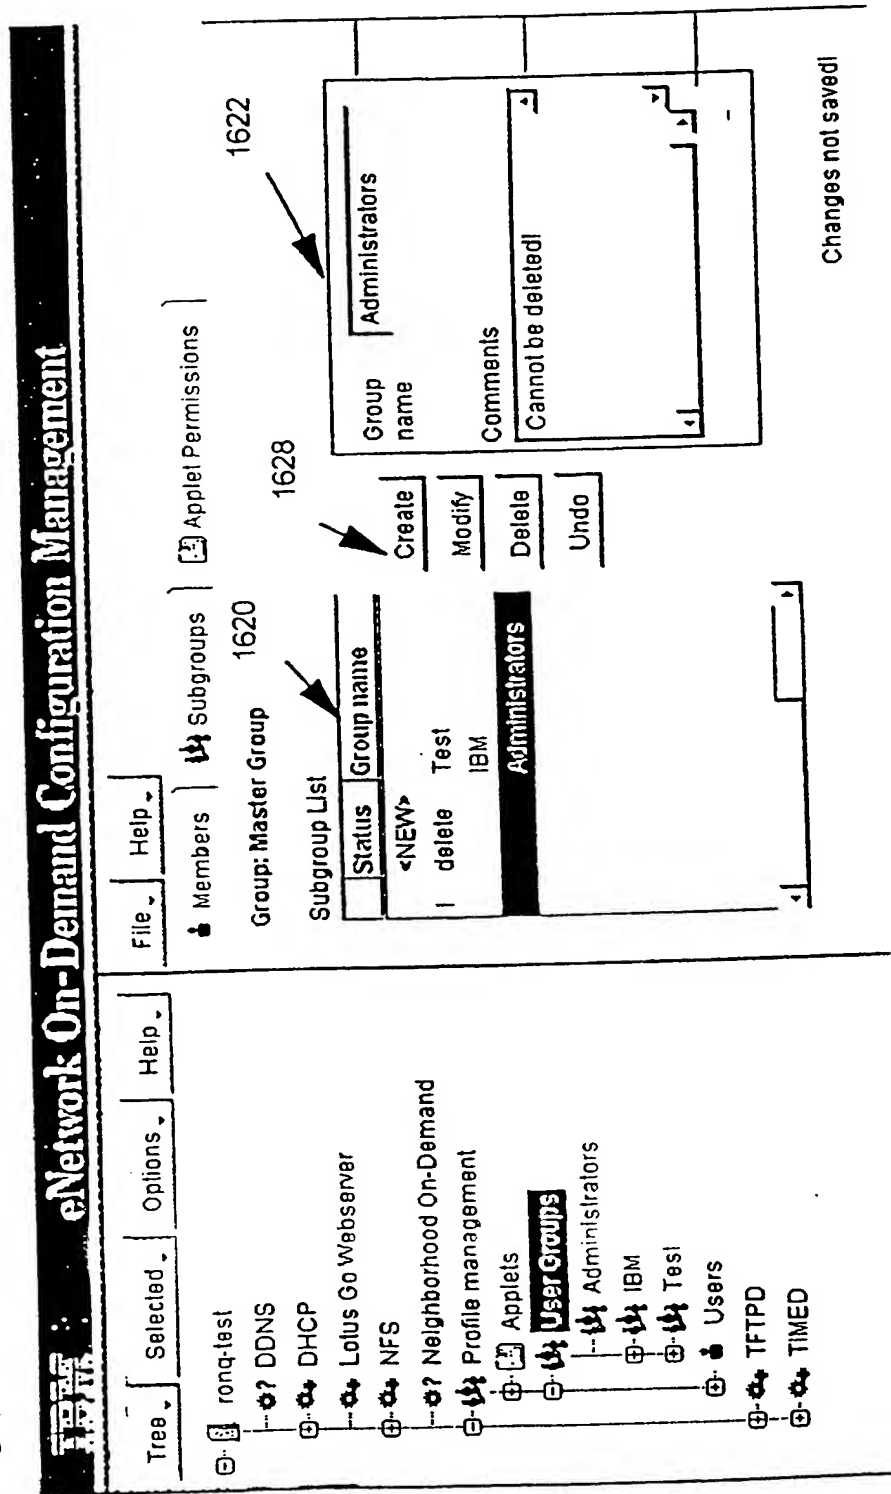 eNetwork On-Demand Configuration Management
Tree Selected Options Help
ronq-test
? DDNS
DHCP
Lotus Go Webserver
NFS
? Neighborhood On-Demand
Profile management
Applets
User Groups
Administrators
IBM
Test
Users
TFTPD
TIMED
File Help
Members Subgroups Applet Permissions
Group: Master Group
Subgroup List
1620
Status Group name
<NEW>
delete Test
IBM
Administrators
1628
Create
Modify
Delete
Undo
1622
Group name
Administrators
Comments
Cannot be deleted!
Changes not saved!